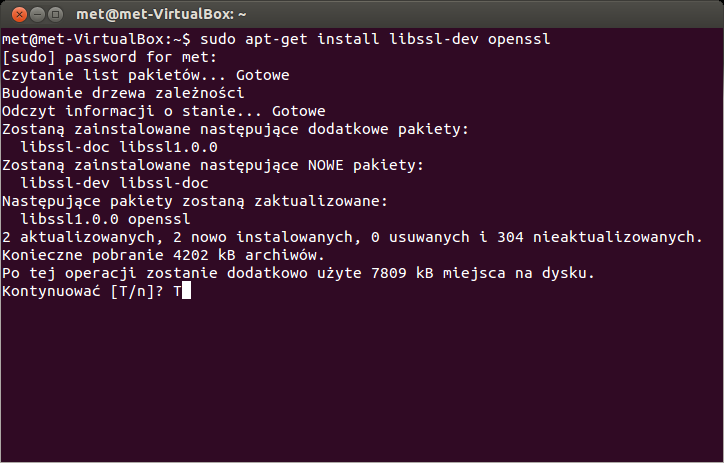 met@met-VirtualBox: ~
met@met-VirtualBox:~$ sudo apt-get install libssl-dev openssl
[sudo] password for met:
Czytanie list pakietów... Gotowe
Budowanie drzewa zależności
Odczyt informacji o stanie... Gotowe
Zostaną zainstalowane następujące dodatkowe pakiety:
  libssl-doc libssl1.0.0
Zostaną zainstalowane następujące NOWE pakiety:
  libssl-dev libssl-doc
Następujące pakiety zostaną zaktualizowane:
  libssl1.0.0 openssl
2 aktualizowanych, 2 nowo instalowanych, 0 usuwanych i 304 nieaktualizowanych.
Konieczne pobranie 4202 kB archiwów.
Po tej operacji zostanie dodatkowo użyte 7809 kB miejsca na dysku.
Kontynuować [T/n]? T